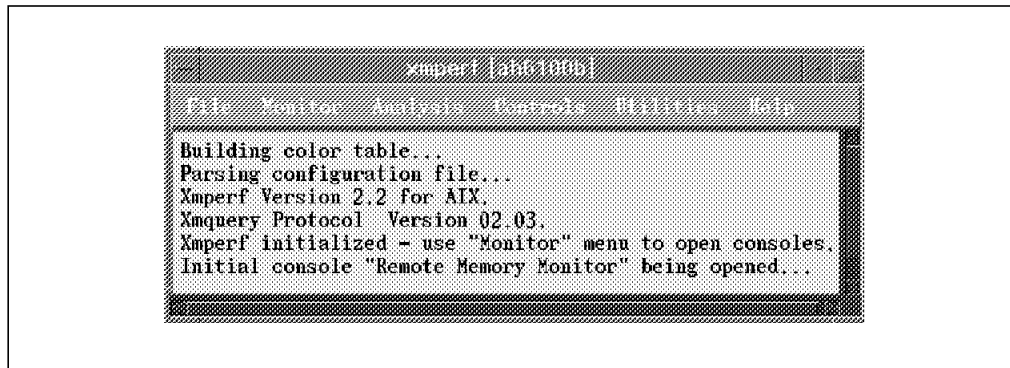 xmperf [ah6100b]
File Monitor Analysis Controls Utilities Help
Building color table...
Parsing configuration file...
Xmperf Version 2.2 for AIX.
Xmquery Protocol  Version 02.03.
Xmperf initialized - use "Monitor" menu to open consoles.
Initial console "Remote Memory Monitor" being opened...